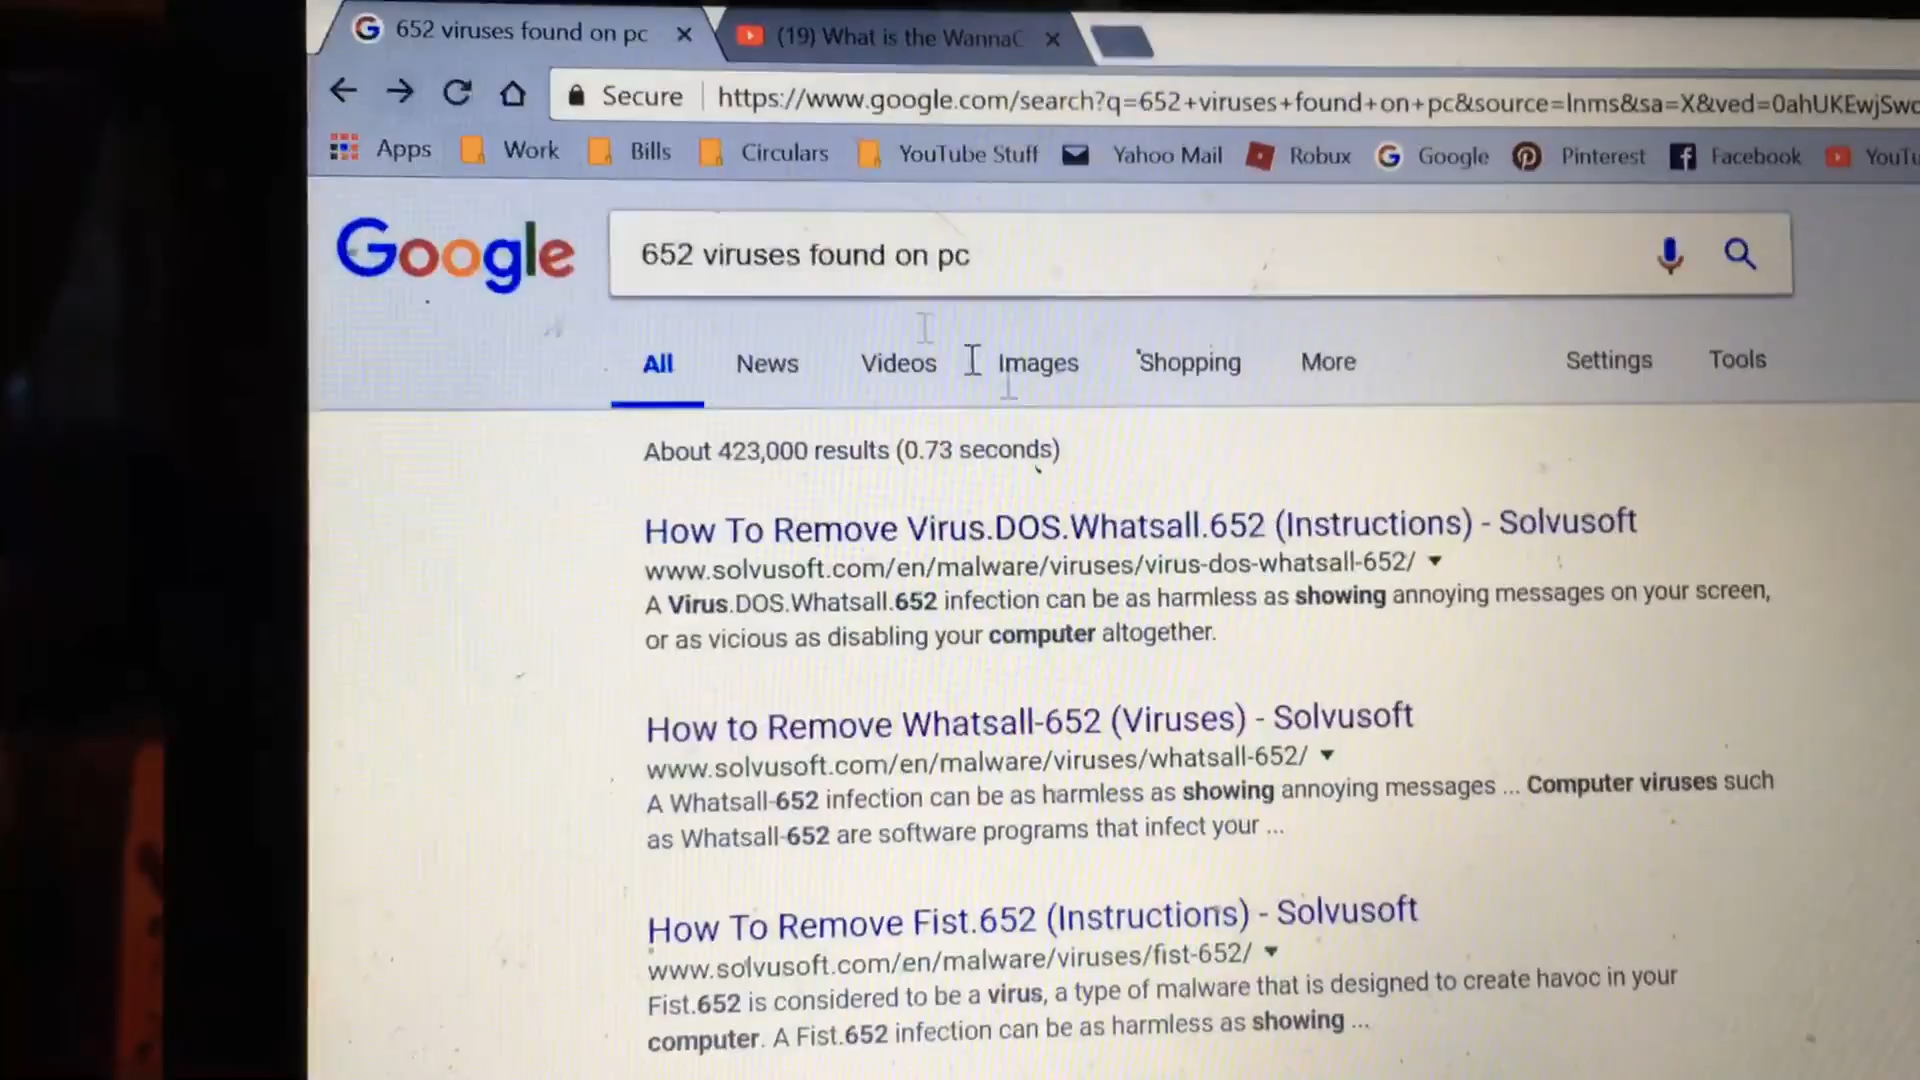 652 viruses found on pc
(19) What is the WannaC
Secure https://www.google.com/search?q=652+viruses+found+on+pc&source=lnms&sa=X&ved=0ahUKEwjSwc
Apps Work Bills Circulars YouTube Stuff Yahoo Mail Robux Google Pinterest Facebook YouTu
Google 652 viruses found on pc
All News Videos Images Shopping More Settings Tools
About 423,000 results (0.73 seconds)
How To Remove Virus.DOS.Whatsall.652 (Instructions) - Solvusoft
www.solvusoft.com/en/malware/viruses/virus-dos-whatsall-652/
A Virus.DOS.Whatsall.652 infection can be as harmless as showing annoying messages on your screen,
or as vicious as disabling your computer altogether.
How to Remove Whatsall-652 (Viruses) - Solvusoft
www.solvusoft.com/en/malware/viruses/whatsall-652/
A Whatsall-652 infection can be as harmless as showing annoying messages ... Computer viruses such
as Whatsall-652 are software programs that infect your ...
How To Remove Fist.652 (Instructions) - Solvusoft
www.solvusoft.com/en/malware/viruses/fist-652/
Fist.652 is considered to be a virus, a type of malware that is designed to create havoc in your
computer. A Fist.652 infection can be as harmless as showing ...